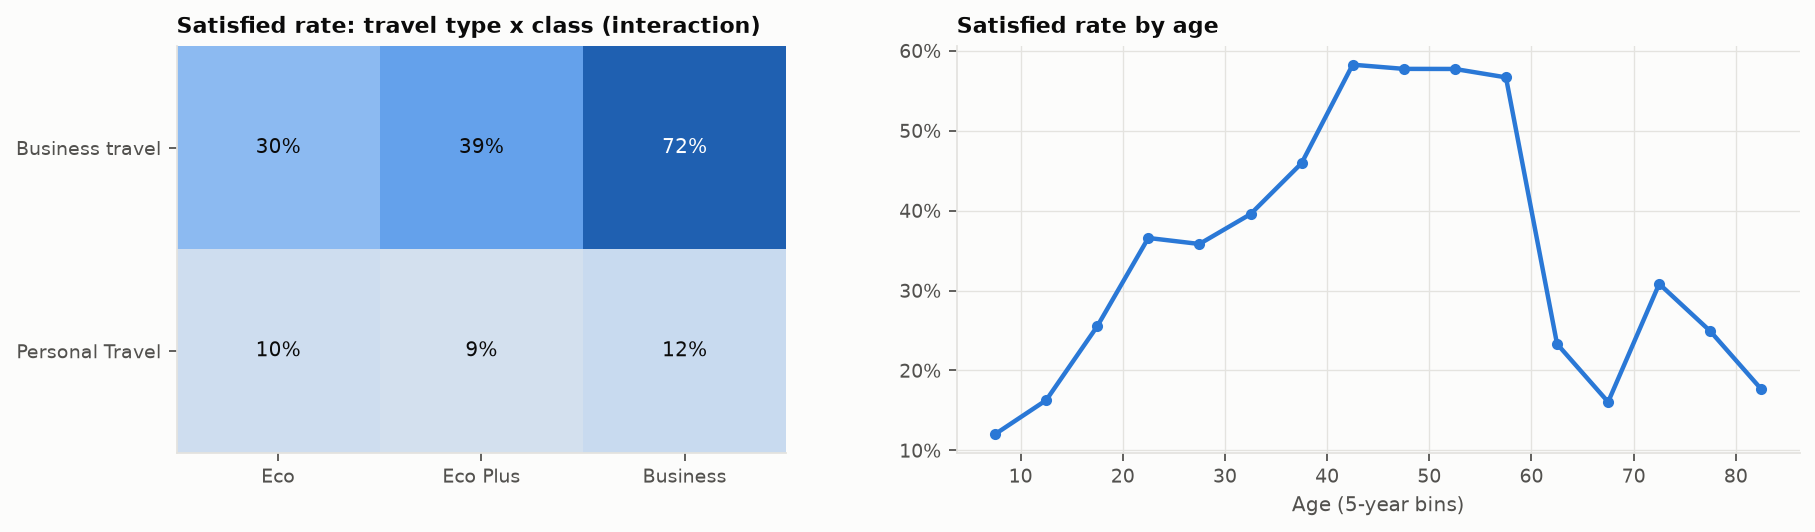 Satisfied rate: travel type x class (interaction)
Business travel
30% 39% 72%
Personal Travel
10% 9% 12%
Eco Eco Plus Business
Satisfied rate by age
60%
50%
40%
30%
20%
10%
10 20 30 40 50 60 70 80
Age (5-year bins)